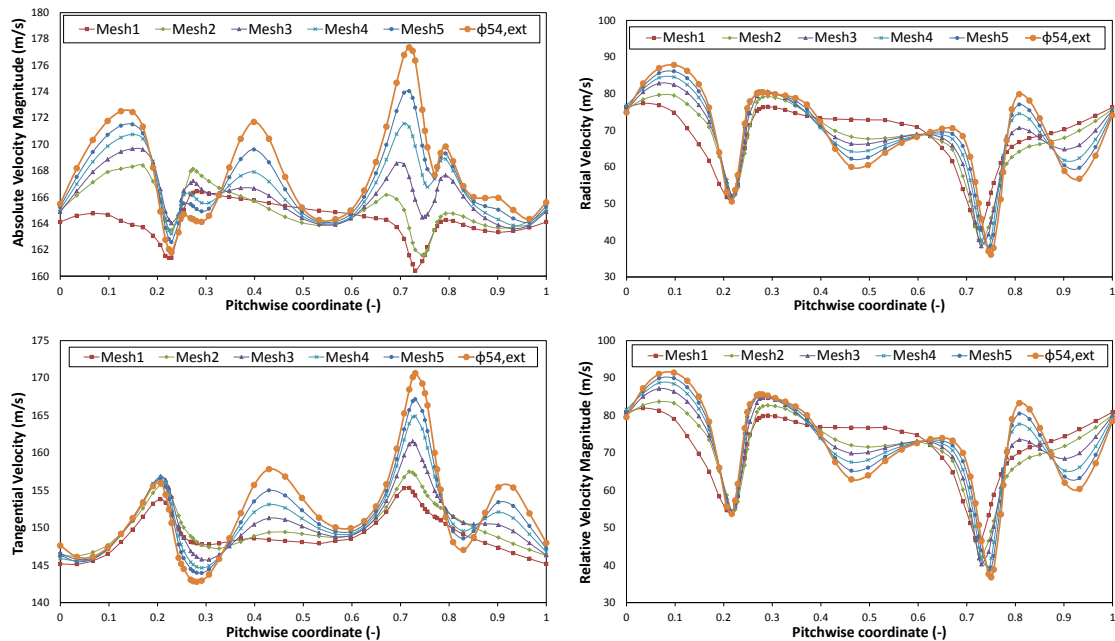 Absolute Velocity Magnitude (m/s)
180
178
176
174
172
170
168
166
164
162
160
Mesh1 Mesh2 Mesh3 Mesh4 Mesh5 ϕ54,ext
0 0.1 0.2 0.3 0.4 0.5 0.6 0.7 0.8 0.9 1
Pitchwise coordinate (-)
Radial Velocity (m/s)
100
90
80
70
60
50
40
30
Mesh1 Mesh2 Mesh3 Mesh4 Mesh5 ϕ54,ext
0 0.1 0.2 0.3 0.4 0.5 0.6 0.7 0.8 0.9 1
Pitchwise coordinate (-)
Tangential Velocity (m/s)
175
170
165
160
155
150
145
140
Mesh1 Mesh2 Mesh3 Mesh4 Mesh5 ϕ54,ext
0 0.1 0.2 0.3 0.4 0.5 0.6 0.7 0.8 0.9 1
Pitchwise coordinate (-)
Relative Velocity Magnitude (m/s)
100
90
80
70
60
50
40
30
Mesh1 Mesh2 Mesh3 Mesh4 Mesh5 ϕ54,ext
0 0.1 0.2 0.3 0.4 0.5 0.6 0.7 0.8 0.9 1
Pitchwise coordinate (-)